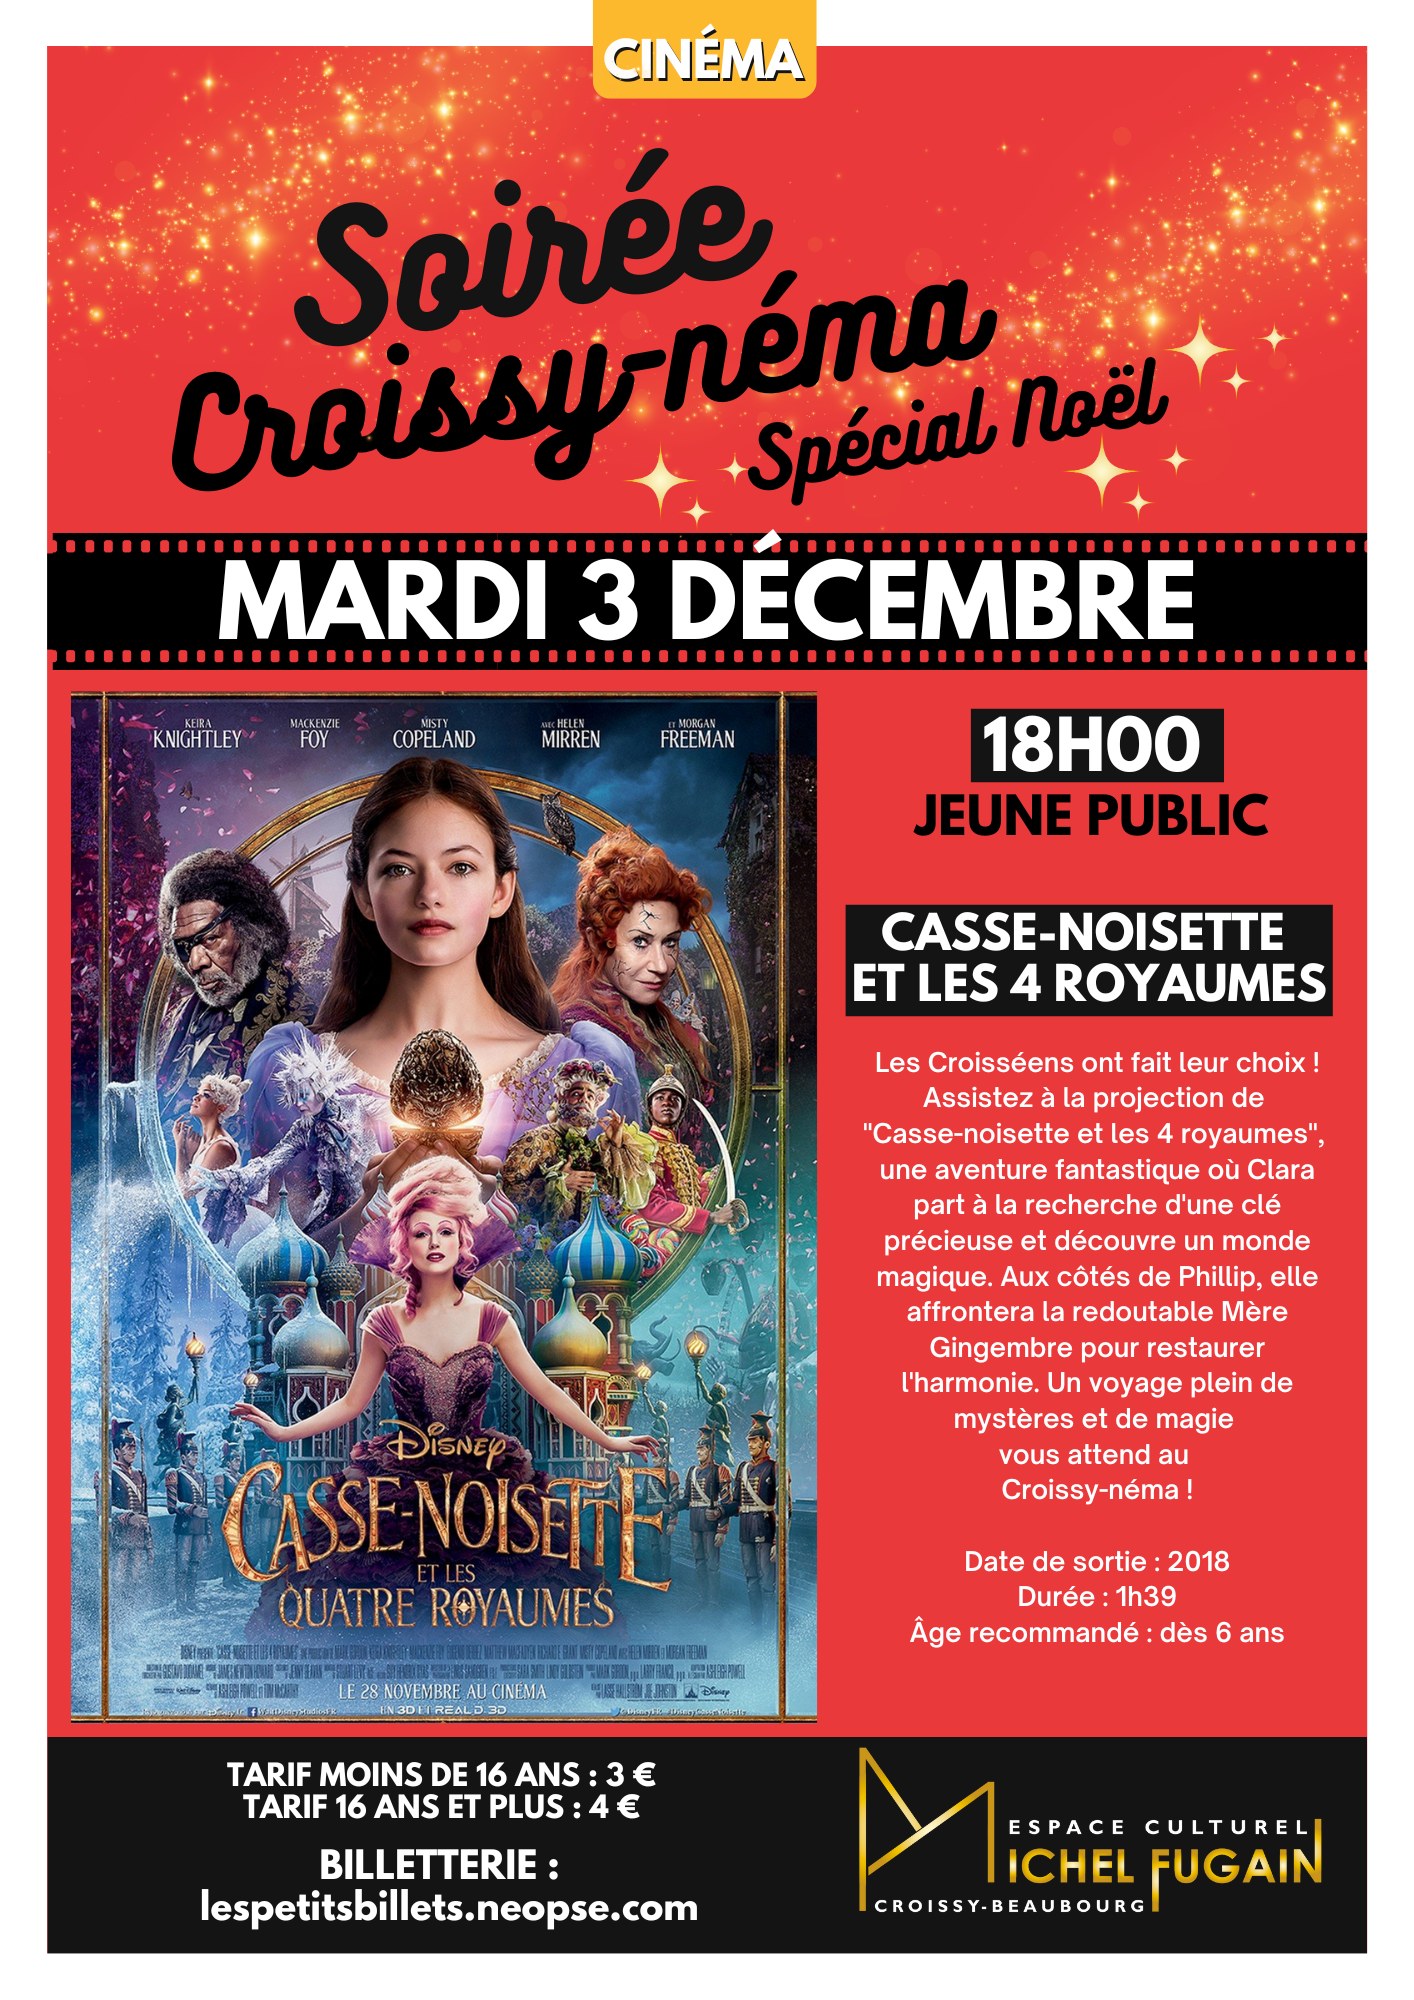 CINÉMA
Soirée
Croissy-néma
Spécial Noël
MARDI 3 DÉCEMBRE
KEIRA KNIGHTLEY
MACKENZIE FOY
MISTY COPELAND
AVEC HELEN MIRREN
ET MORGAN FREEMAN
DISNEY
CASSE-NOISETTE
ET LES
QUATRE ROYAUMES
LE 28 NOVEMBRE AU CINÉMA
EN 3D ET REAL D 3D
18H00
JEUNE PUBLIC
CASSE-NOISETTE
ET LES 4 ROYAUMES
Les Croisséens ont fait leur choix !
Assistez à la projection de
"Casse-noisette et les 4 royaumes",
une aventure fantastique où Clara
part à la recherche d'une clé
précieuse et découvre un monde
magique. Aux côtés de Phillip, elle
affrontera la redoutable Mère
Gingembre pour restaurer
l'harmonie. Un voyage plein de
mystères et de magie
vous attend au
Croissy-néma !
Date de sortie : 2018
Durée : 1h39
Âge recommandé : dès 6 ans
TARIF MOINS DE 16 ANS : 3 €
TARIF 16 ANS ET PLUS : 4 €
BILLETTERIE :
lespetitsbillets.neopse.com
ESPACE CULTUREL
MICHEL FUGAIN
CROISSY-BEAUBOURG